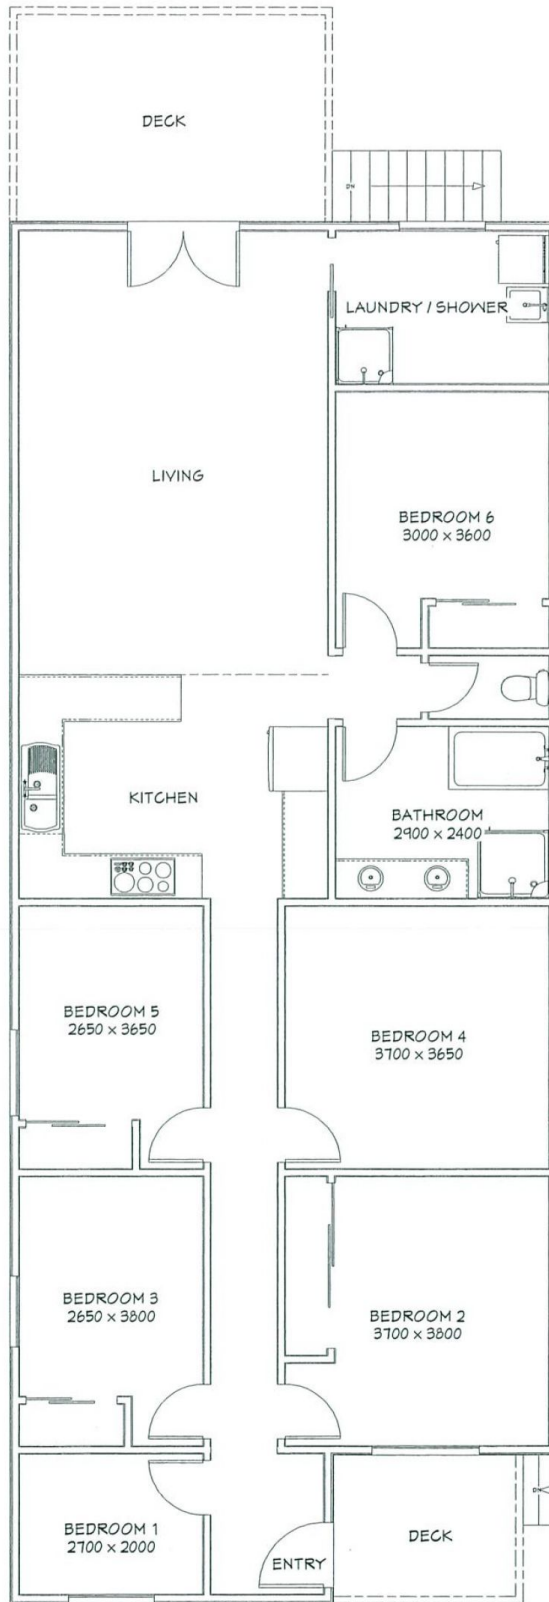 DECK
DN
LAUNDRY / SHOWER
LIVING
BEDROOM 6
3000 x 3600
KITCHEN
BATHROOM
2900 x 2400
BEDROOM 5
2650 x 3650
BEDROOM 4
3700 x 3650
BEDROOM 3
2650 x 3800
BEDROOM 2
3700 x 3800
BEDROOM 1
2700 x 2000
ENTRY
DECK